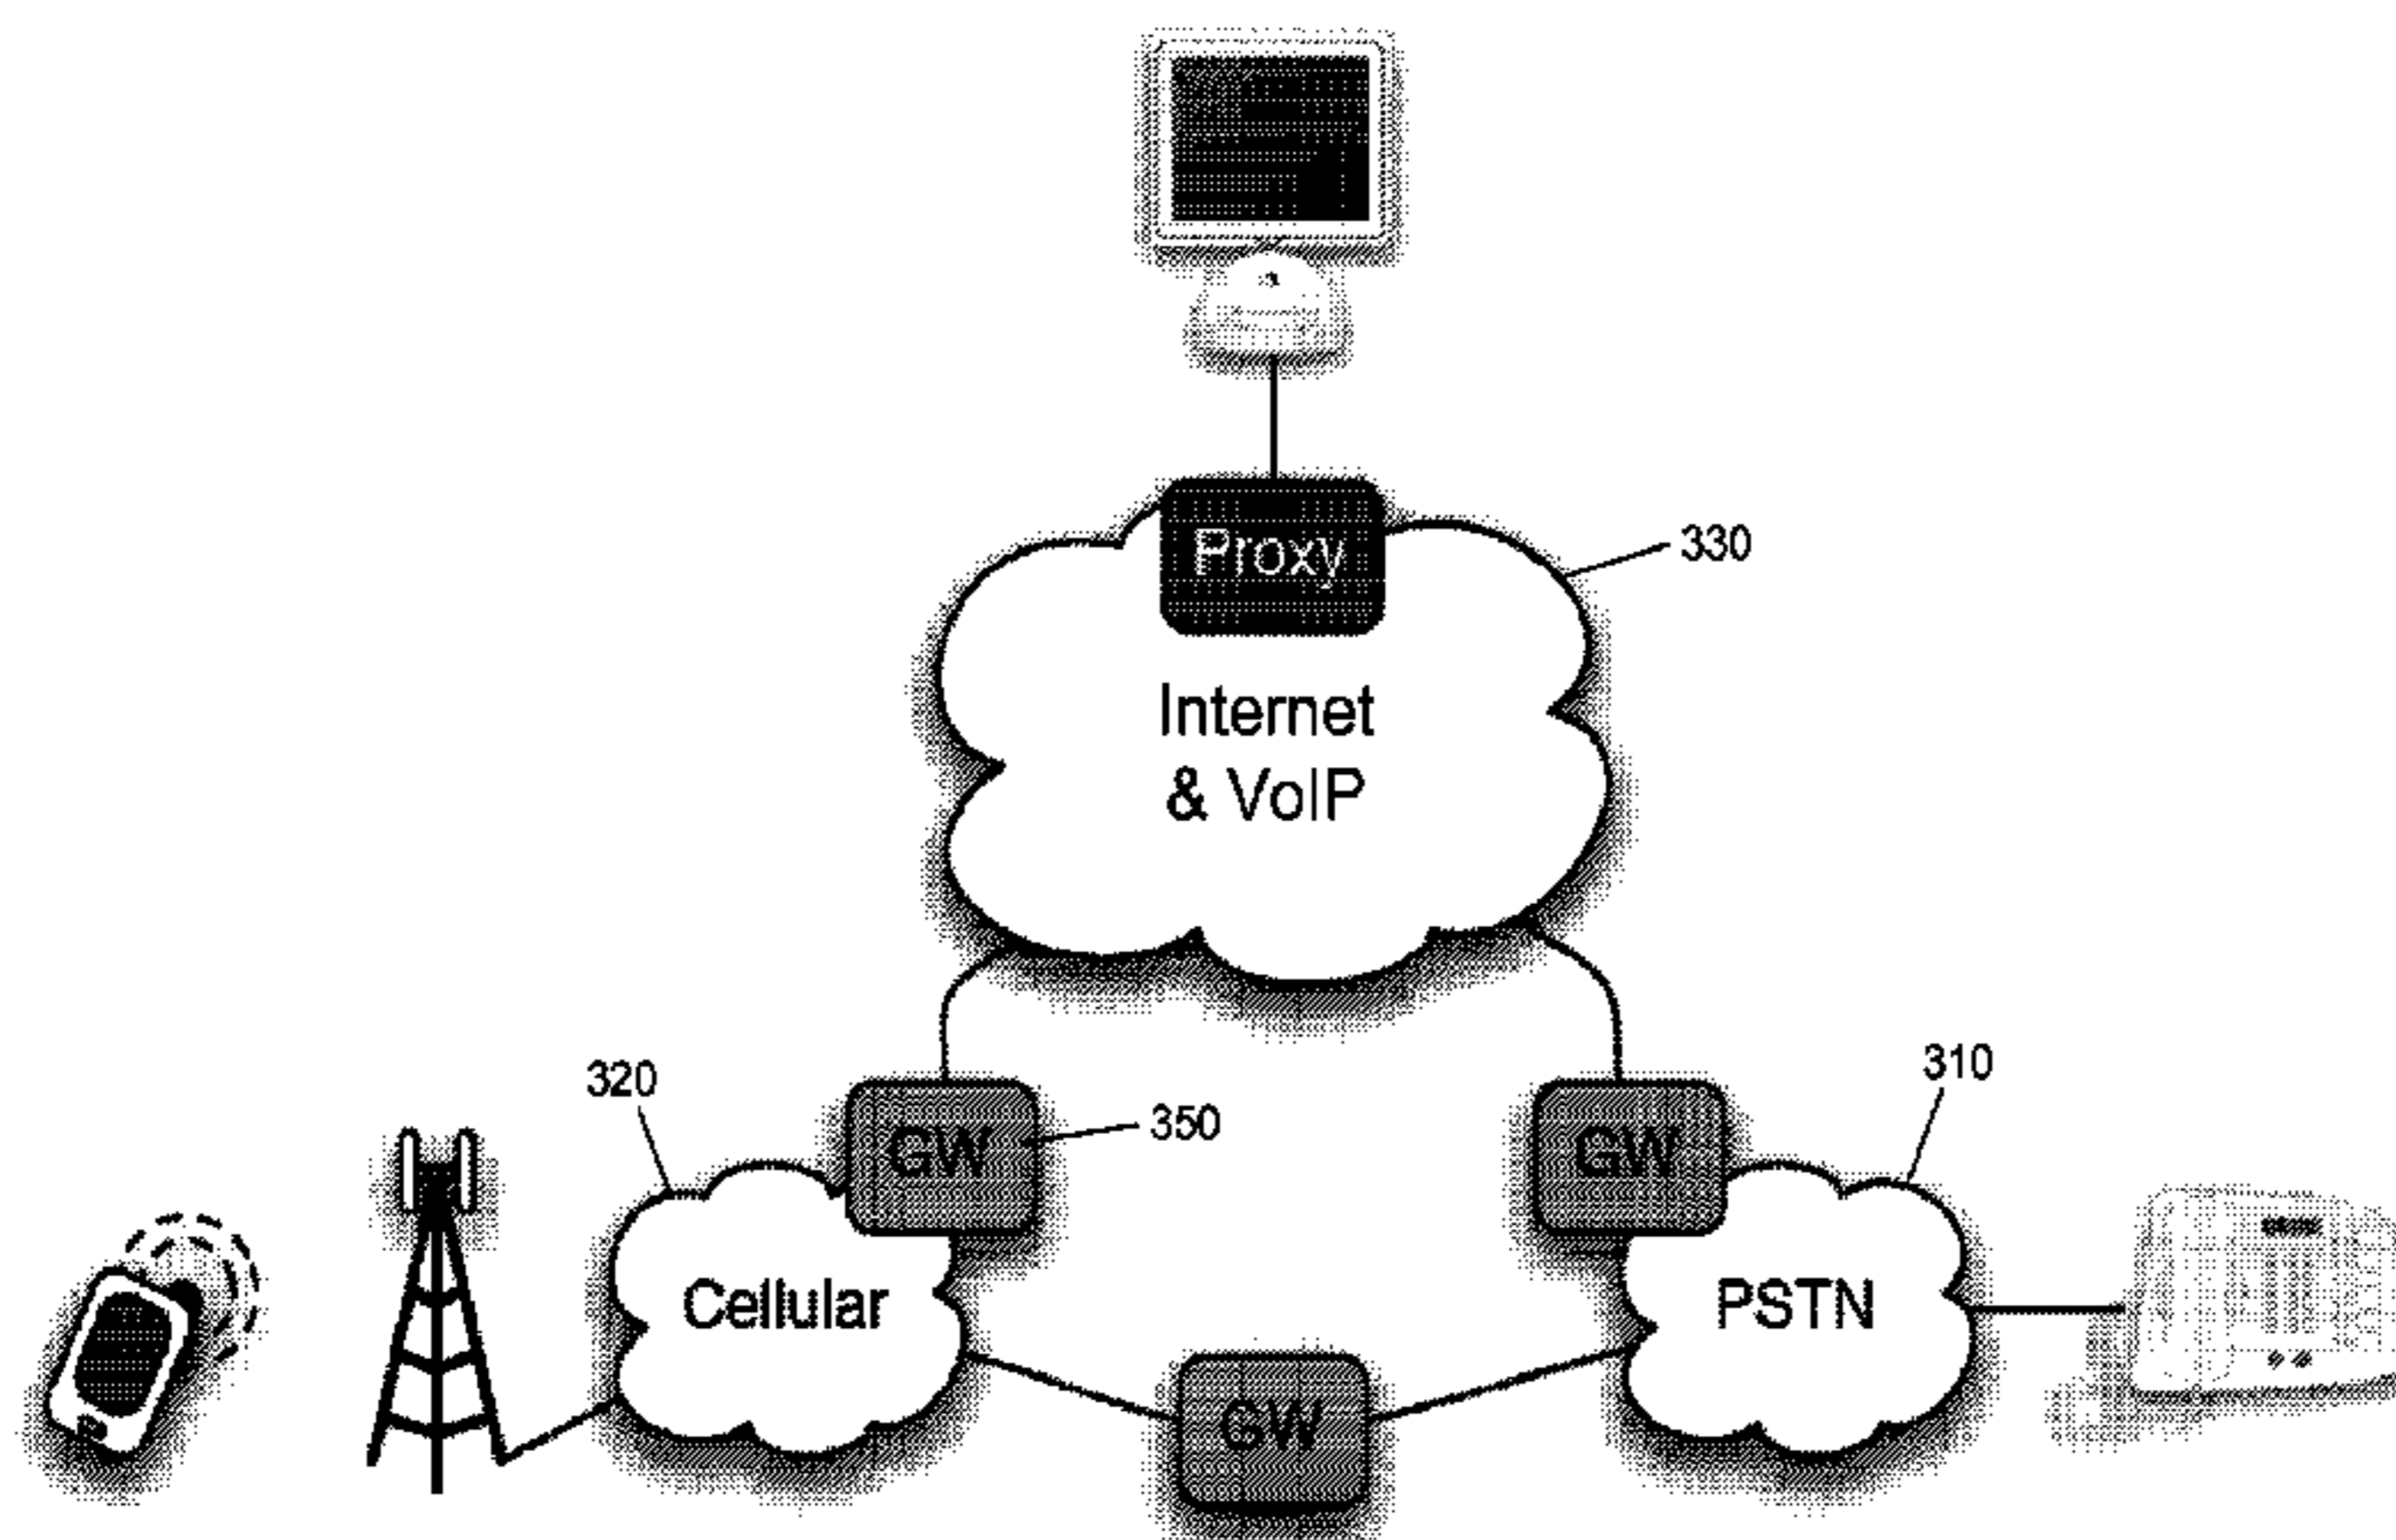 Proxy
330
Internet
& VoIP
320
GW
350
GW
310
Cellular
PSTN
GW